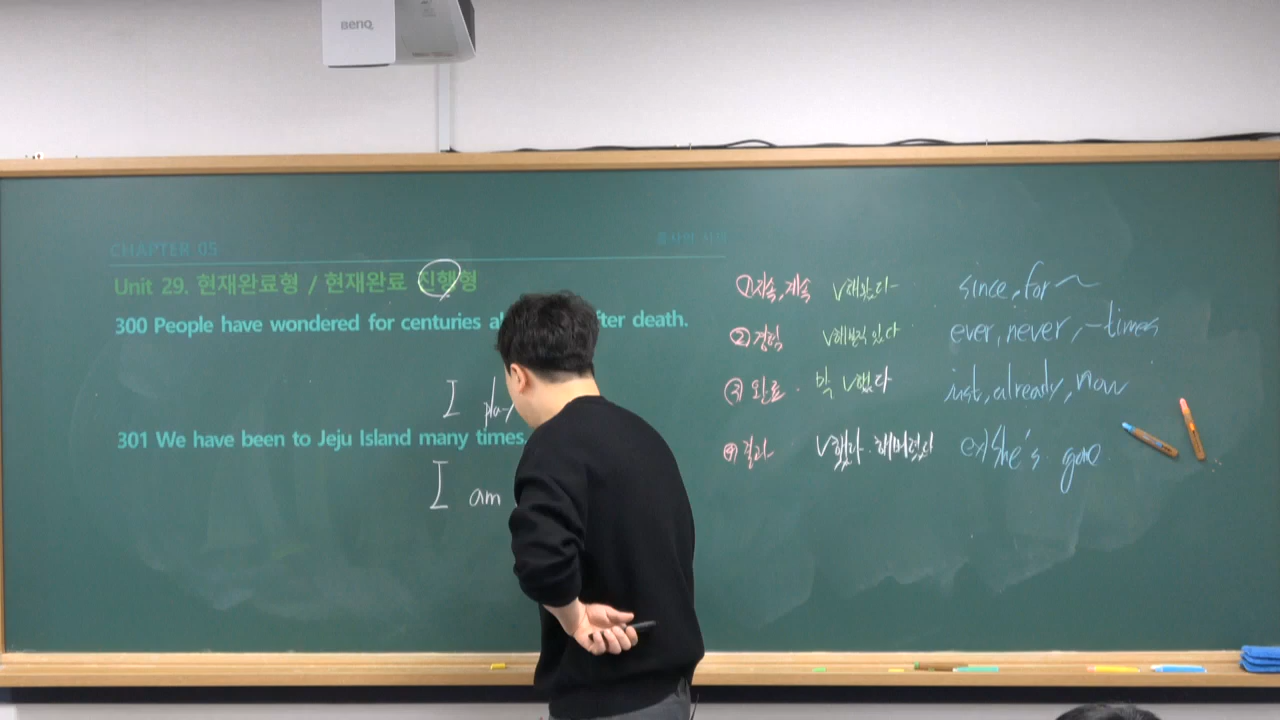 BenQ
CHAPTER 05
Unit 29. 현재완료형 / 현재완료 진행형
300 People have wondered for centuries fter death.
I play
301 We have been to Jeju Island many times.
I am
① 지속, 계속 V해왔다 since, for ~
② 경험 V해본적 있다 ever, never, ~times
③ 완료 막 V했다 just, already, now
④ 결과 V했다. 해버렸다 ex) she's gone